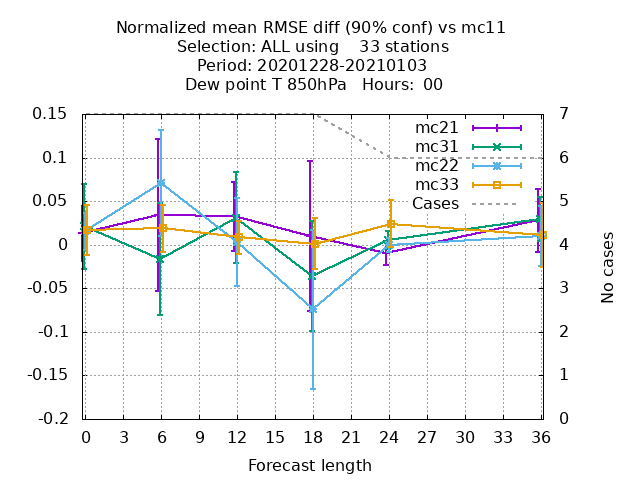 Normalized mean RMSE diff (90% conf) vs mc11
Selection: ALL using    33 stations
Period: 20201228-20210103
Dew point T 850hPa   Hours:  00
0.15
0.1
0.05
0
-0.05
-0.1
-0.15
-0.2
7
6
5
4
3
2
1
0
mc21
mc31
mc22
mc33
Cases
No cases
0 3 6 9 12 15 18 21 24 27 30 33 36
Forecast length